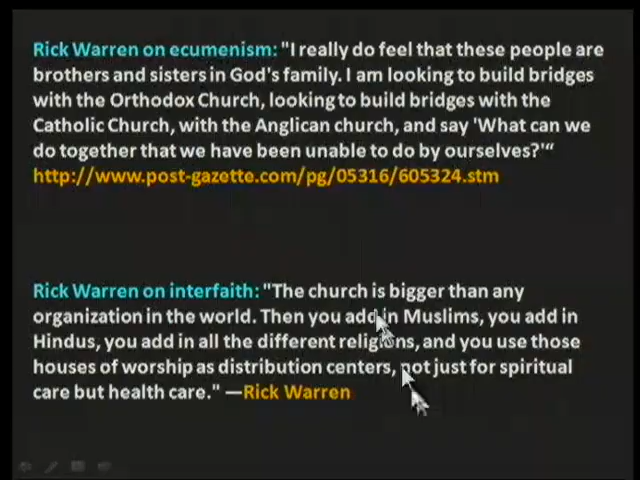 Rick Warren on ecumenism: "I really do feel that these people are
brothers and sisters in God's family. I am looking to build bridges
with the Orthodox Church, looking to build bridges with the
Catholic Church, with the Anglican church, and say 'What can we
do together that we have been unable to do by ourselves?'“
http://www.post-gazette.com/pg/05316/605324.stm
Rick Warren on interfaith: "The church is bigger than any
organization in the world. Then you add in Muslims, you add in
Hindus, you add in all the different religions, and you use those
houses of worship as distribution centers, not just for spiritual
care but health care." —Rick Warren